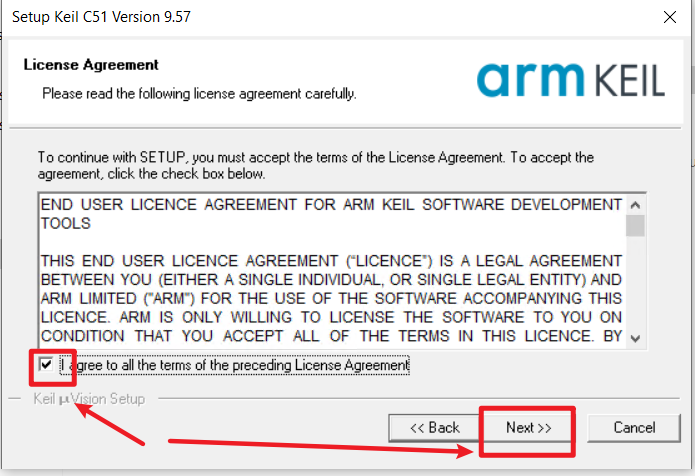 Setup Keil C51 Version 9.57
License Agreement
Please read the following license agreement carefully.
arm KEIL
To continue with SETUP, you must accept the terms of the License Agreement. To accept the
agreement, click the check box below.
END USER LICENCE AGREEMENT FOR ARM KEIL SOFTWARE DEVELOPMENT
TOOLS
THIS END USER LICENCE AGREEMENT (“LICENCE”) IS A LEGAL AGREEMENT
BETWEEN YOU (EITHER A SINGLE INDIVIDUAL, OR SINGLE LEGAL ENTITY) AND
ARM LIMITED ("ARM") FOR THE USE OF THE SOFTWARE ACCOMPANYING THIS
LICENCE. ARM IS ONLY WILLING TO LICENSE THE SOFTWARE TO YOU ON
CONDITION THAT YOU ACCEPT ALL OF THE TERMS IN THIS LICENCE. BY
I agree to all the terms of the preceding License Agreement
Keil µVision Setup
<< Back
Next >>
Cancel